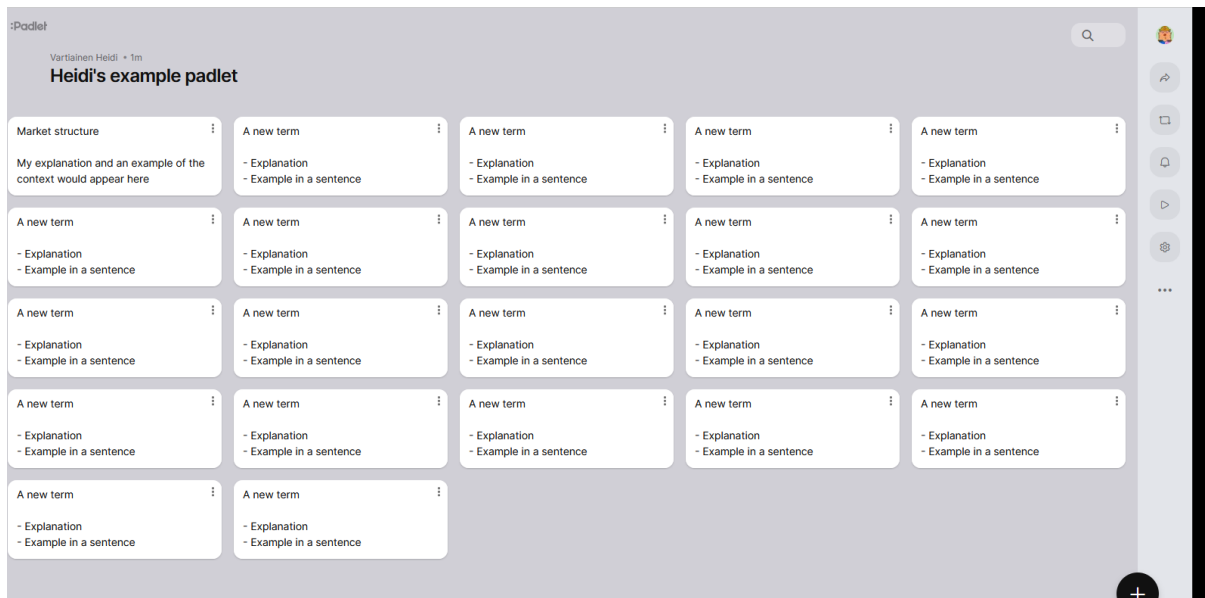 :Padlet
Vartiainen Heidi • 1m
Heidi's example padlet
Market structure
My explanation and an example of the
context would appear here
A new term
- Explanation
- Example in a sentence
A new term
- Explanation
- Example in a sentence
A new term
- Explanation
- Example in a sentence
A new term
- Explanation
- Example in a sentence
A new term
- Explanation
- Example in a sentence
A new term
- Explanation
- Example in a sentence
A new term
- Explanation
- Example in a sentence
A new term
- Explanation
- Example in a sentence
A new term
- Explanation
- Example in a sentence
A new term
- Explanation
- Example in a sentence
A new term
- Explanation
- Example in a sentence
A new term
- Explanation
- Example in a sentence
A new term
- Explanation
- Example in a sentence
A new term
- Explanation
- Example in a sentence
A new term
- Explanation
- Example in a sentence
A new term
- Explanation
- Example in a sentence
A new term
- Explanation
- Example in a sentence
A new term
- Explanation
- Example in a sentence
A new term
- Explanation
- Example in a sentence
A new term
- Explanation
- Example in a sentence
A new term
- Explanation
- Example in a sentence